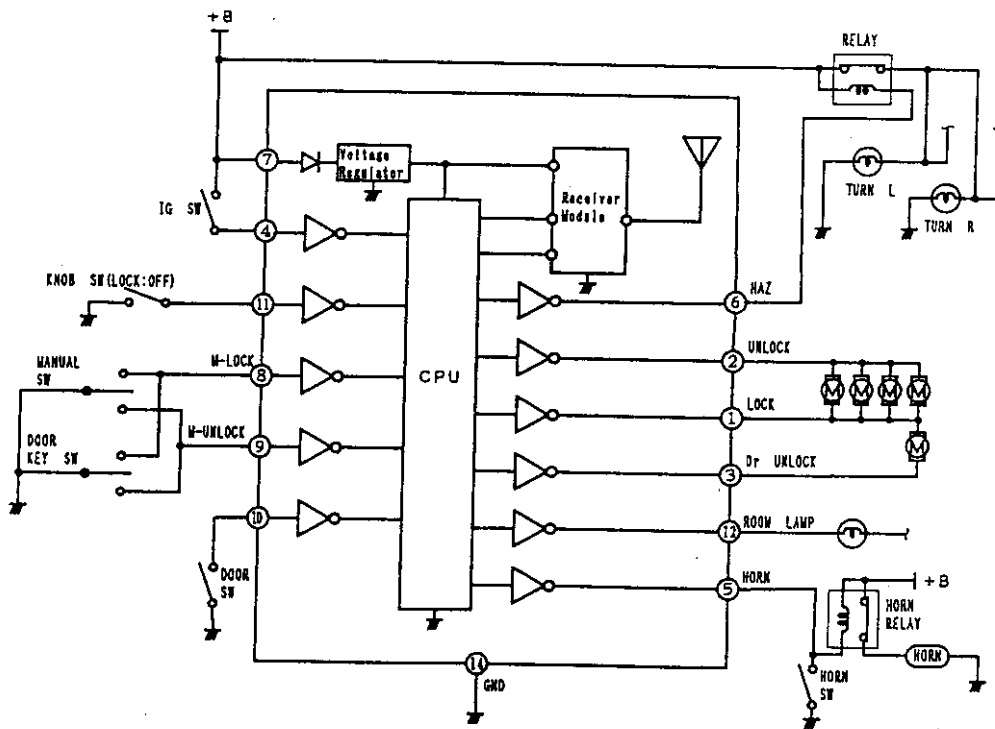 +B
RELAY
7
Voltage
Regulator
Receiver
Module
TURN L
TURN R
IG SW
4
KNOB SW(LOCK:OFF)
11
6
HAZ
MANUAL
SW
M-LOCK
8
CPU
2
UNLOCK
M M M M
1
LOCK
DOOR
KEY SW
M-UNLOCK
9
M
3
Dr UNLOCK
10
12
ROOM LAMP
DOOR
SW
5
HORN
+B
HORN
RELAY
HORN
14
GND
HORN
SW